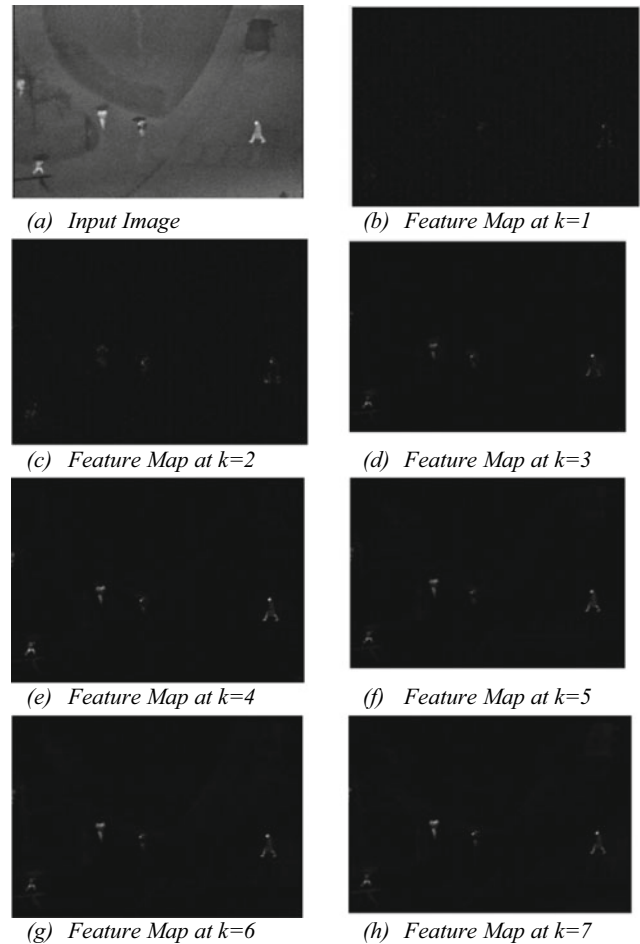 (a) Input Image
(b) Feature Map at k=1
(c) Feature Map at k=2
(d) Feature Map at k=3
(e) Feature Map at k=4
(f) Feature Map at k=5
(g) Feature Map at k=6
(h) Feature Map at k=7